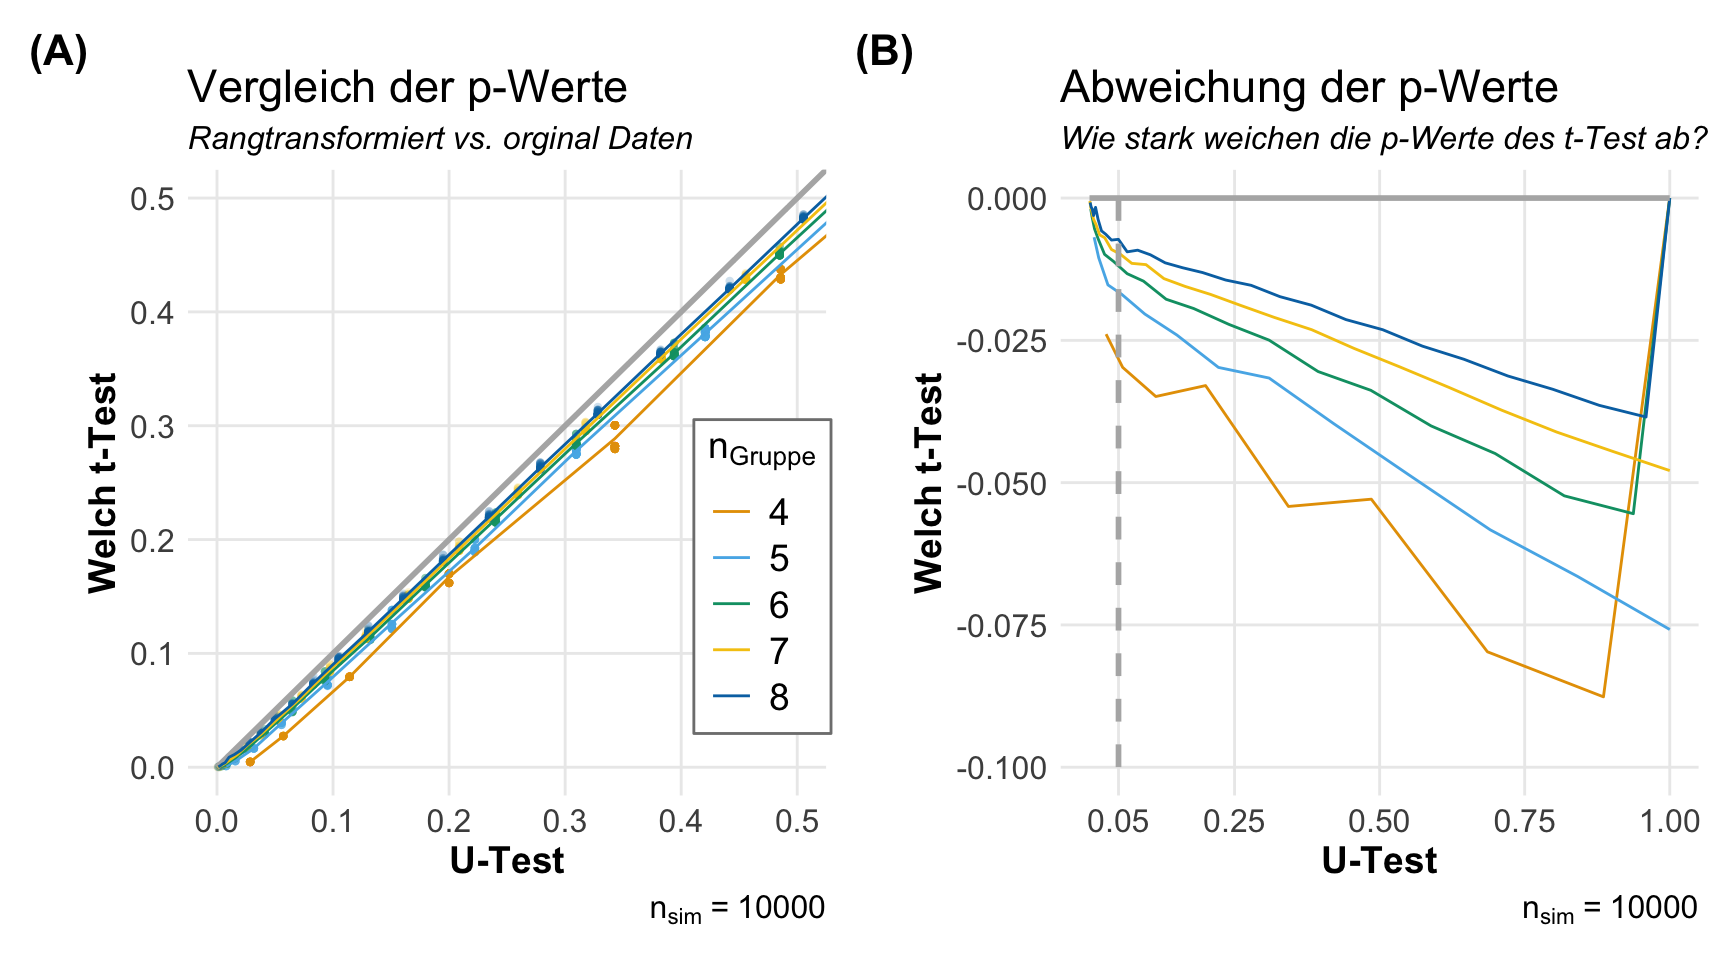 (A)
Vergleich der p-Werte
Rangtransformiert vs. orginal Daten
Welch t-Test
0.5
0.4
0.3
0.2
0.1
0.0
0.0 0.1 0.2 0.3 0.4 0.5
U-Test
nGruppe
4
5
6
7
8
nsim = 10000
(B)
Abweichung der p-Werte
Wie stark weichen die p-Werte des t-Test ab?
Welch t-Test
0.000
-0.025
-0.050
-0.075
-0.100
0.05 0.25 0.50 0.75 1.00
U-Test
nsim = 10000